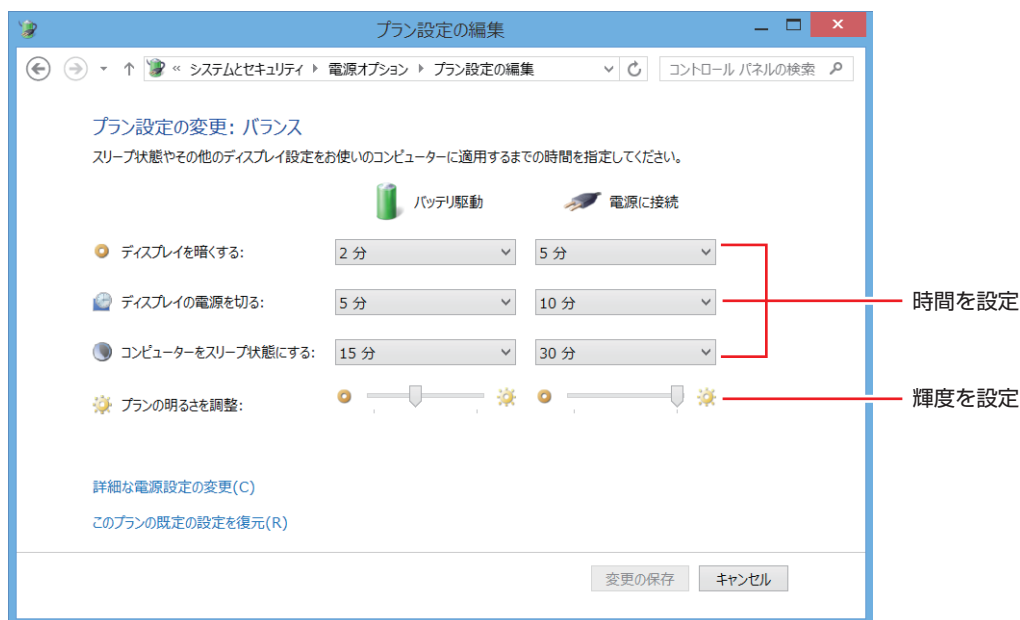 プラン設定の編集
« システムとセキュリティ ▸ 電源オプション ▸ プラン設定の編集
コントロール パネルの検索
プラン設定の変更: バランス
スリープ状態やその他のディスプレイ設定をお使いのコンピューターに適用するまでの時間を指定してください。
バッテリ駆動 電源に接続
ディスプレイを暗くする: 2 分 5 分
ディスプレイの電源を切る: 5 分 10 分 時間を設定
コンピューターをスリープ状態にする: 15 分 30 分
プランの明るさを調整: 輝度を設定
詳細な電源設定の変更(C)
このプランの既定の設定を復元(R)
変更の保存 キャンセル